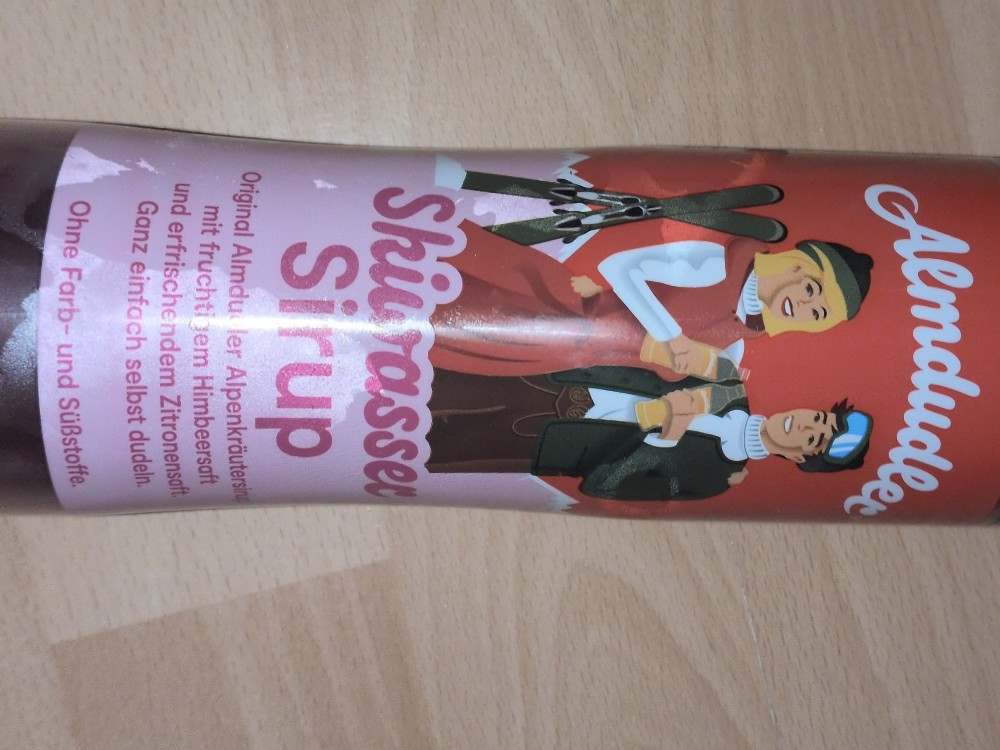 Almdudler
Skiwasser
Sirup
Original Almdudler Alpenkräutersirup
mit fruchtigem Himbeersaft
und erfrischendem Zitronensaft.
Ganz einfach selbst dudeln.
Ohne Farb- und Süßstoffe.